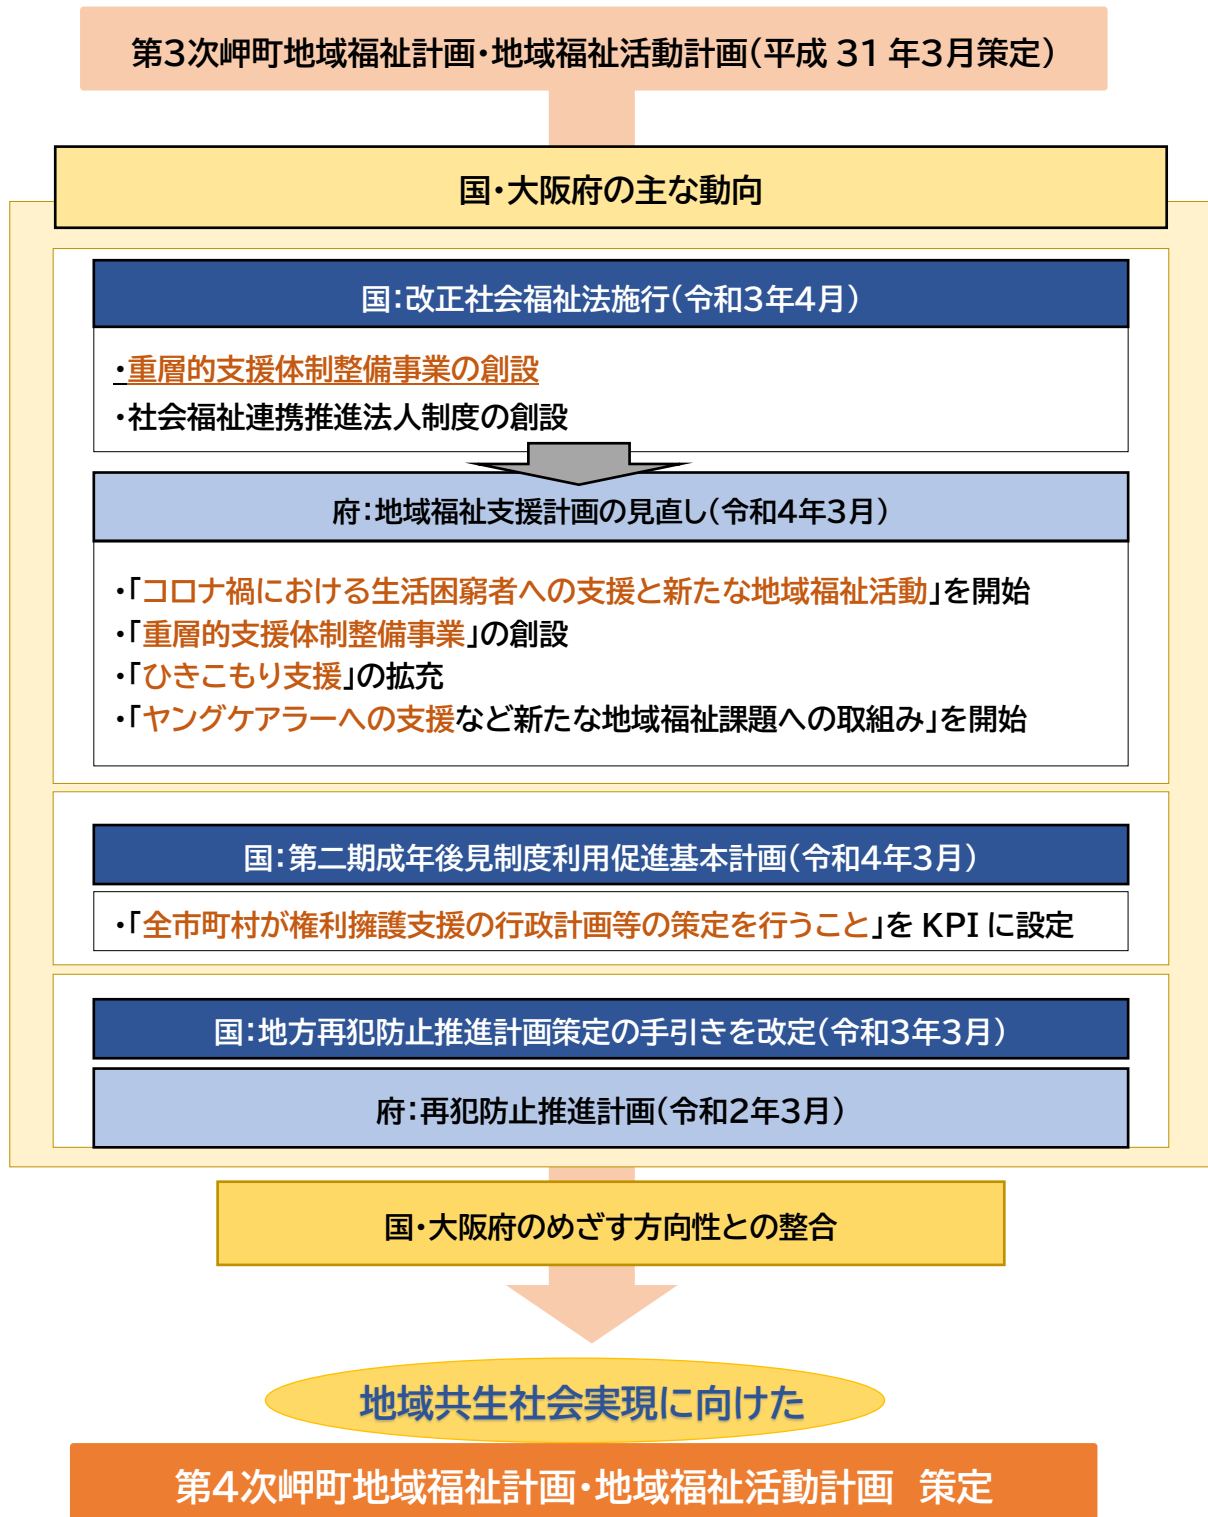 第3次岬町地域福祉計画・地域福祉活動計画(平成 31 年3月策定)
国・大阪府の主な動向
国:改正社会福祉法施行(令和3年4月)
・重層的支援体制整備事業の創設
・社会福祉連携推進法人制度の創設
府:地域福祉支援計画の見直し(令和4年3月)
・「コロナ禍における生活困窮者への支援と新たな地域福祉活動」を開始
・「重層的支援体制整備事業」の創設
・「ひきこもり支援」の拡充
・「ヤングケアラーへの支援など新たな地域福祉課題への取組み」を開始
国:第二期成年後見制度利用促進基本計画(令和4年3月)
・「全市町村が権利擁護支援の行政計画等の策定を行うこと」を KPI に設定
国:地方再犯防止推進計画策定の手引きを改定(令和3年3月)
府:再犯防止推進計画(令和2年3月)
国・大阪府のめざす方向性との整合
地域共生社会実現に向けた
第4次岬町地域福祉計画・地域福祉活動計画 策定